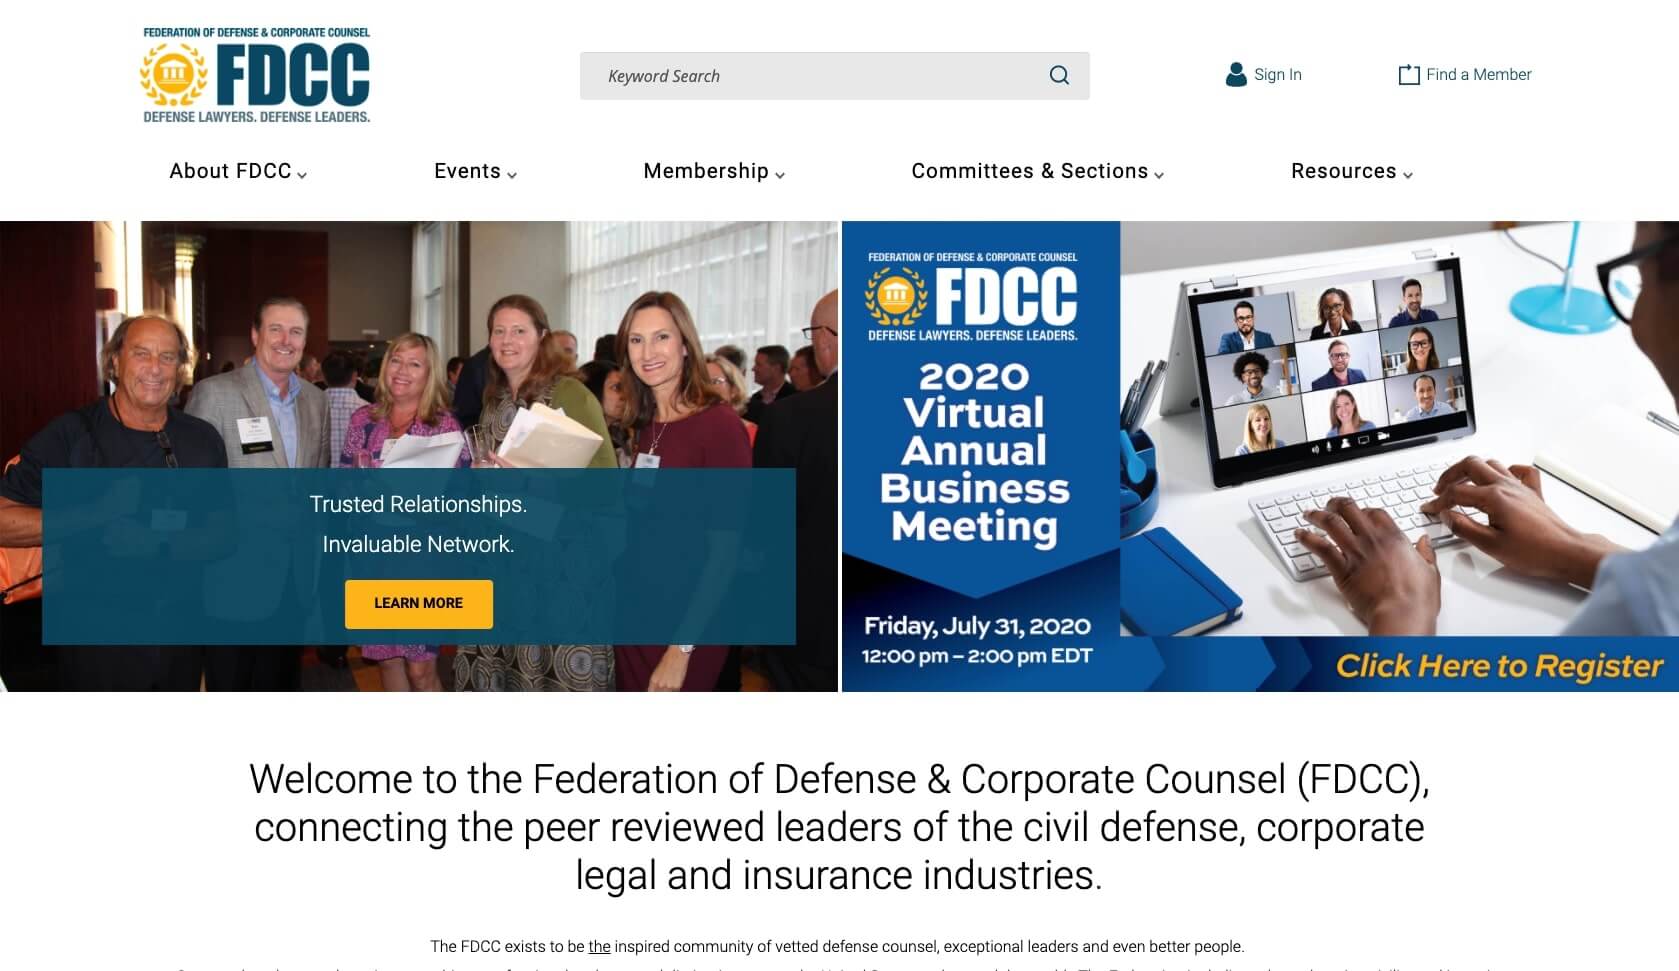 FEDERATION OF DEFENSE & CORPORATE COUNSEL
FDCC
DEFENSE LAWYERS. DEFENSE LEADERS.
Keyword Search
Sign In
Find a Member
About FDCC
Events
Membership
Committees & Sections
Resources
Trusted Relationships.
Invaluable Network.
LEARN MORE
FEDERATION OF DEFENSE & CORPORATE COUNSEL
FDCC
DEFENSE LAWYERS. DEFENSE LEADERS.
2020
Virtual
Annual
Business
Meeting
Friday, July 31, 2020
12:00 pm – 2:00 pm EDT
Click Here to Register
Welcome to the Federation of Defense & Corporate Counsel (FDCC),
connecting the peer reviewed leaders of the civil defense, corporate
legal and insurance industries.
The FDCC exists to be the inspired community of vetted defense counsel, exceptional leaders and even better people.